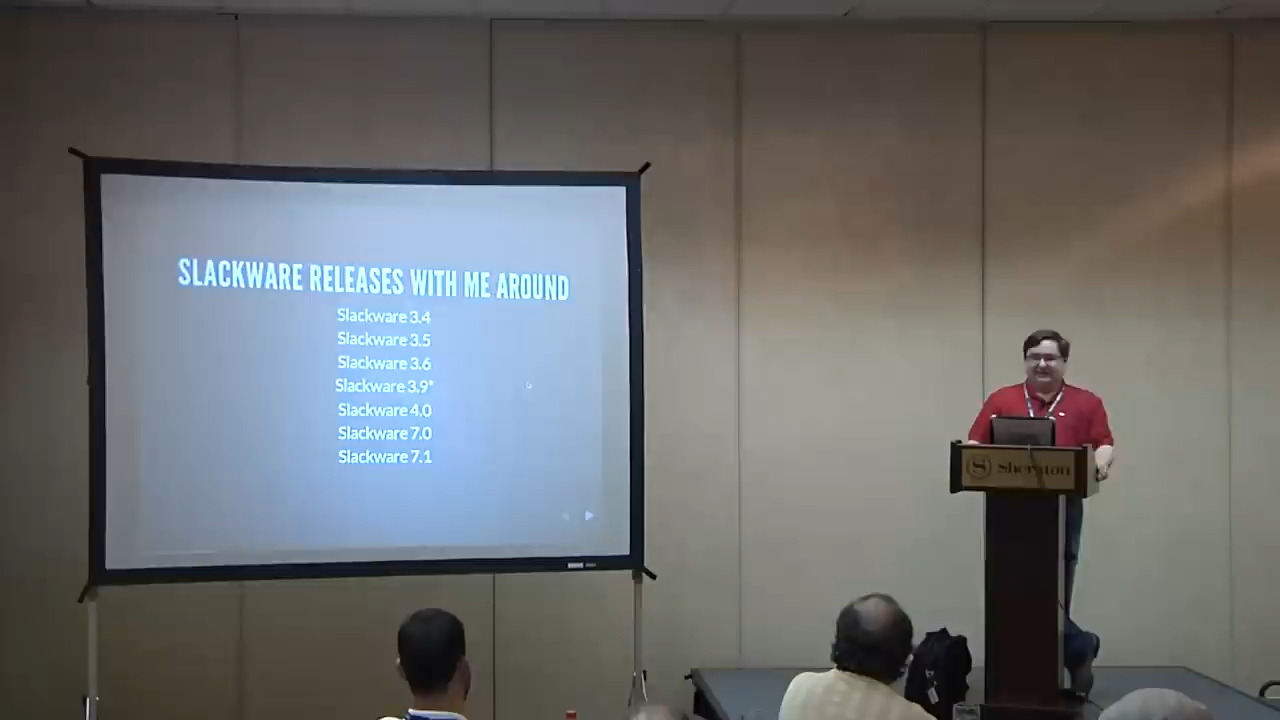 SLACKWARE RELEASES WITH ME AROUND
Slackware 3.4
Slackware 3.5
Slackware 3.6
Slackware 3.9*
Slackware 4.0
Slackware 7.0
Slackware 7.1
S Sheraton